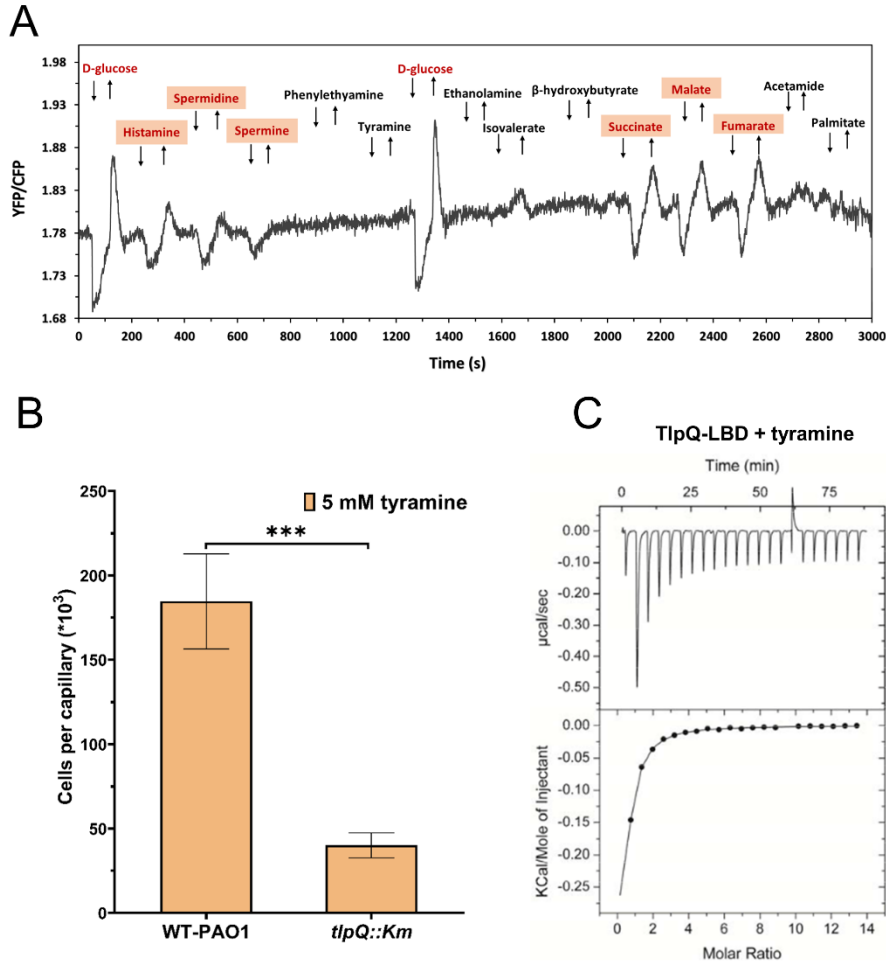 A
D-glucose
Histamine
Spermidine
Spermine
Phenylethyamine
Tyramine
D-glucose
Ethanolamine
Isovalerate
β-hydroxybutyrate
Succinate
Malate
Fumarate
Acetamide
Palmitate
YFP/CFP
1.98
1.93
1.88
1.83
1.78
1.73
1.68
0 200 400 600 800 1000 1200 1400 1600 1800 2000 2200 2400 2600 2800 3000
Time (s)
B
5 mM tyramine
***
Cells per capillary (*10³)
250
200
150
100
50
0
WT-PAO1 tlpQ::Km
C
TlpQ-LBD + tyramine
Time (min)
0 25 50 75
µcal/sec
0.00
-0.10
-0.20
-0.30
-0.40
-0.50
KCal/Mole of Injectant
0.00
-0.05
-0.10
-0.15
-0.20
-0.25
0 2 4 6 8 10 12 14
Molar Ratio